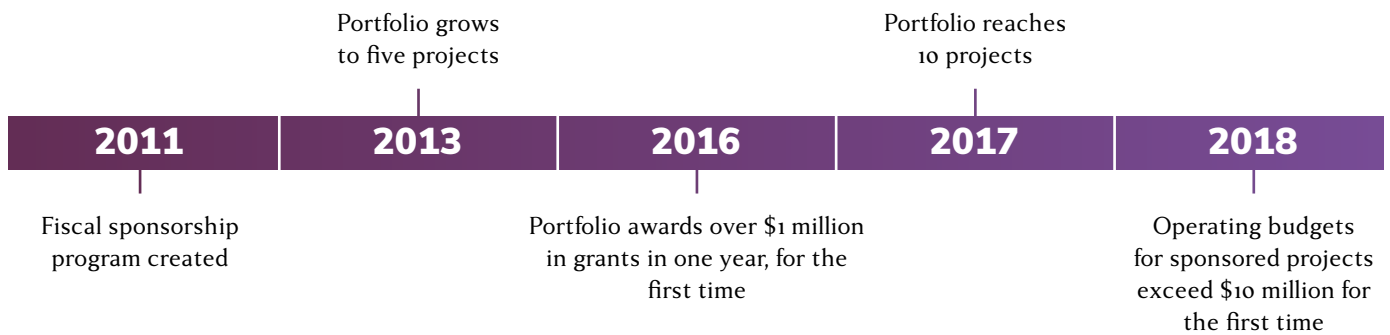 Portfolio grows
to five projects
Portfolio reaches
10 projects
2011
2013
2016
2017
2018
Fiscal sponsorship
program created
Portfolio awards over $1 million
in grants in one year, for the
first time
Operating budgets
for sponsored projects
exceed $10 million for
the first time